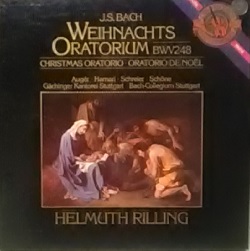 J.S. BACH
WEIHNACHTS
ORATORIUM BWV248
CHRISTMAS ORATORIO ORATORIO DE NOËL
Augér Hamari Schreier Schöne
Gächinger Kantorei Stuttgart Bach-Collegium Stuttgart
HELMUTH RILLING